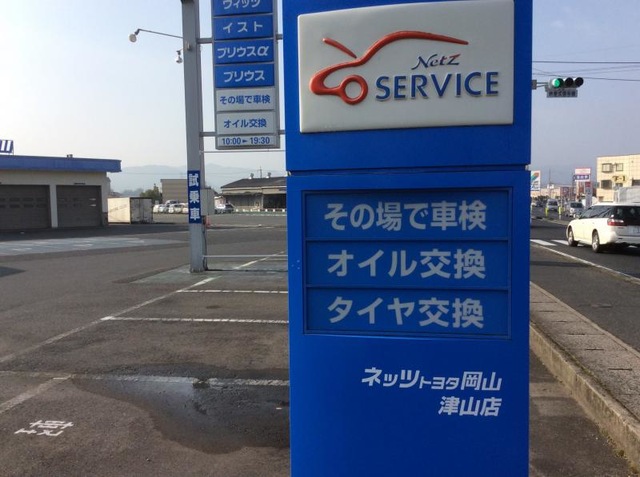 ヴィッツ
イスト
プリウスα
プリウス
その場で車検
オイル交換
10:00 ▸ 19:30
試乗車
Netz
SERVICE
その場で車検
オイル交換
タイヤ交換
ネッツトヨタ岡山
津山店